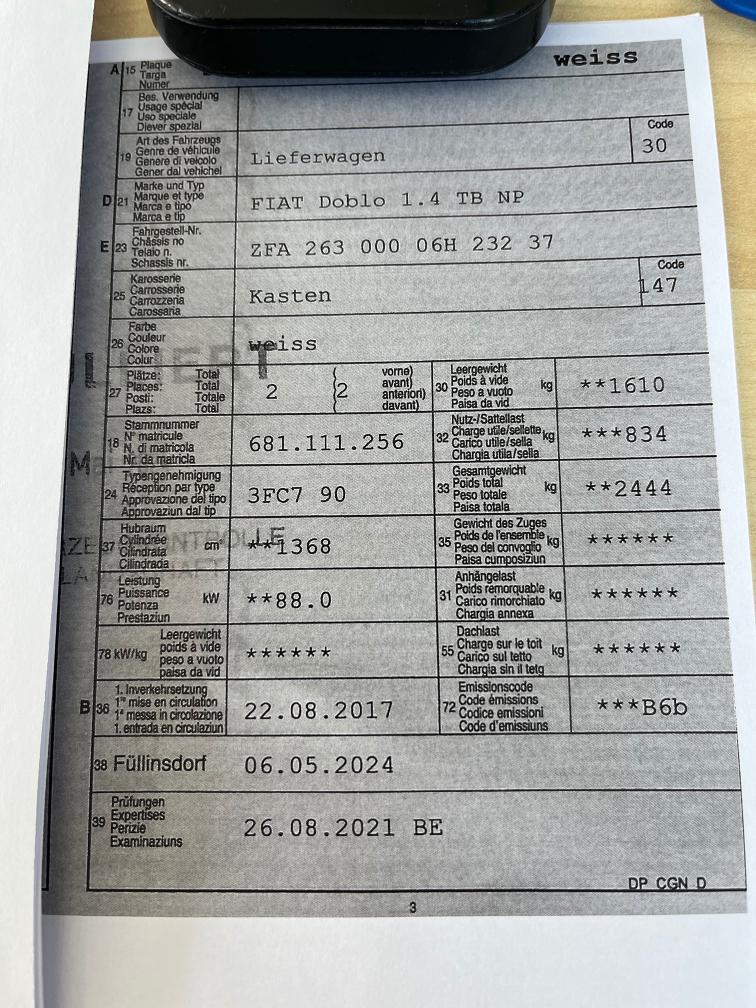 weiss
A 15 Plaque
Targa
Numer
17 Bes. Verwendung
Usage spécial
Uso speciale
Diever spezial
19 Art des Fahrzeugs
Genre de véhicule
Genere di veicolo
Gener dal vehichel
Lieferwagen
Code
30
D 21 Marke und Typ
Marque et type
Marca e tipo
Marca e tip
FIAT Doblo 1.4 TB NP
E 23 Fahrgestell-Nr.
Châssis no
Telaio n.
Schassis nr.
ZFA 263 000 06H 232 37
25 Karosserie
Carrosserie
Carrozzeria
Carossaria
Kasten
Code
147
26 Farbe
Couleur
Colore
Colur
weiss
27 Plätze: Total
Places: Total
Posti: Totale
Plazs: Total
2 (2 vorne)
avant)
anteriori)
davant)
30 Leergewicht
Poids à vide
Peso a vuoto
Paisa da vid
kg
**1610
18 Stammnummer
N° matricule
N. di matricola
Nr. da matricla
681.111.256
32 Nutz-/Sattellast
Charge utile/sellette
Carico utile/sella
Chargia utila/sella
kg
***834
24 Typengenehmigung
Réception par type
Approvazione del tipo
Approvaziun dal tip
3FC7 90
33 Gesamtgewicht
Poids total
Peso totale
Paisa totala
kg
**2444
37 Hubraum
Cylindrée
Cilindrata
Cilindrada
cm³
**1368
35 Gewicht des Zuges
Poids de l'ensemble
Peso del convoglio
Paisa cumposiziun
kg
******
76 Leistung
Puissance
Potenza
Prestaziun
kW
**88.0
31 Anhängelast
Poids remorquable
Carico rimorchiato
Chargia annexa
kg
******
78 kW/kg Leergewicht
poids à vide
peso a vuoto
paisa da vid
******
55 Dachlast
Charge sur le toit
Carico sul tetto
Chargia sin il tetg
kg
******
B 36 1. Inverkehrsetzung
1re mise en circulation
1a messa in circolazione
1. entrada en circulaziun
22.08.2017
72 Emissionscode
Code émissions
Codice emissioni
Code d'emissiuns
***B6b
38 Füllinsdorf
06.05.2024
39 Prüfungen
Expertises
Perizie
Examinaziuns
26.08.2021 BE
DP CGN D
3